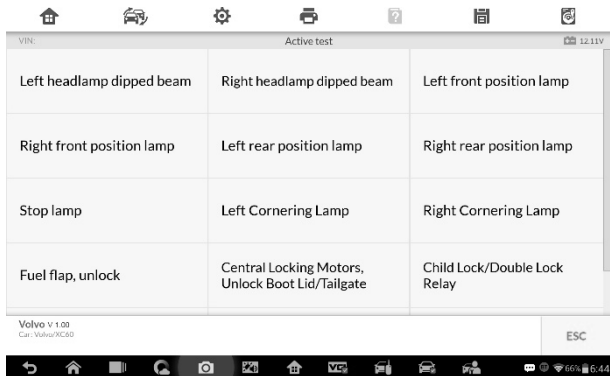 VIN:
Active test
12.11V
Left headlamp dipped beam
Right headlamp dipped beam
Left front position lamp
Right front position lamp
Left rear position lamp
Right rear position lamp
Stop lamp
Left Cornering Lamp
Right Cornering Lamp
Fuel flap, unlock
Central Locking Motors,
Unlock Boot Lid/Tailgate
Child Lock/Double Lock
Relay
Volvo V 1.00
Car: Volvo/XC60
ESC
66%
6:44